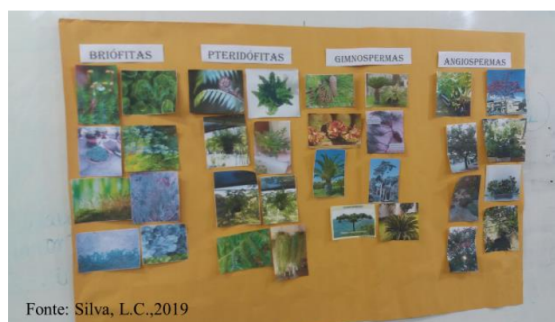 BRIÓFITAS
PTERIDÓFITAS
GIMNOSPERMAS
ANGIOSPERMAS
Fonte: Silva, L.C.,2019